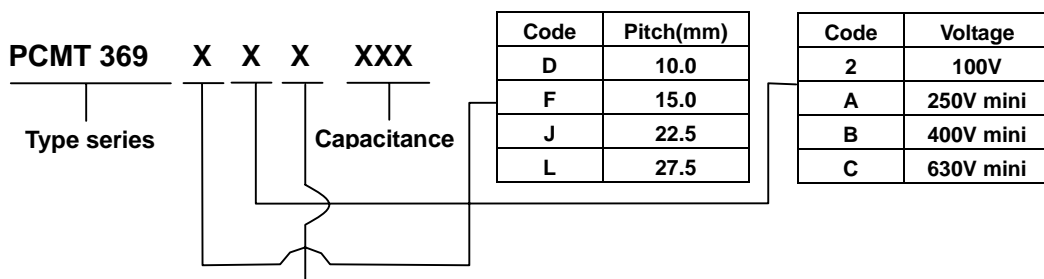 PCMT 369 X X X XXX
Type series
Capacitance
Code Pitch(mm)
D 10.0
F 15.0
J 22.5
L 27.5
Code Voltage
2 100V
A 250V mini
B 400V mini
C 630V mini